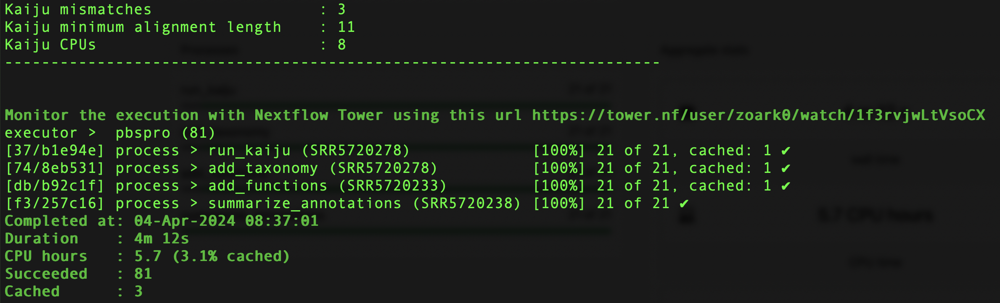 Kaiju mismatches : 3
Kaiju minimum alignment length : 11
Kaiju CPUs : 8
-----------------------------------------------------------------------
Monitor the execution with Nextflow Tower using this url https://tower.nf/user/zoark0/watch/1f3rvjwLtVsoCX
executor > pbspro (81)
[37/b1e94e] process > run_kaiju (SRR5720278) [100%] 21 of 21, cached: 1 ✔
[74/8eb531] process > add_taxonomy (SRR5720278) [100%] 21 of 21, cached: 1 ✔
[db/b92c1f] process > add_functions (SRR5720233) [100%] 21 of 21, cached: 1 ✔
[f3/257c16] process > summarize_annotations (SRR5720238) [100%] 21 of 21 ✔
Completed at: 04-Apr-2024 08:37:01
Duration : 4m 12s
CPU hours : 5.7 (3.1% cached)
Succeeded : 81
Cached : 3
5.7 CPU hours